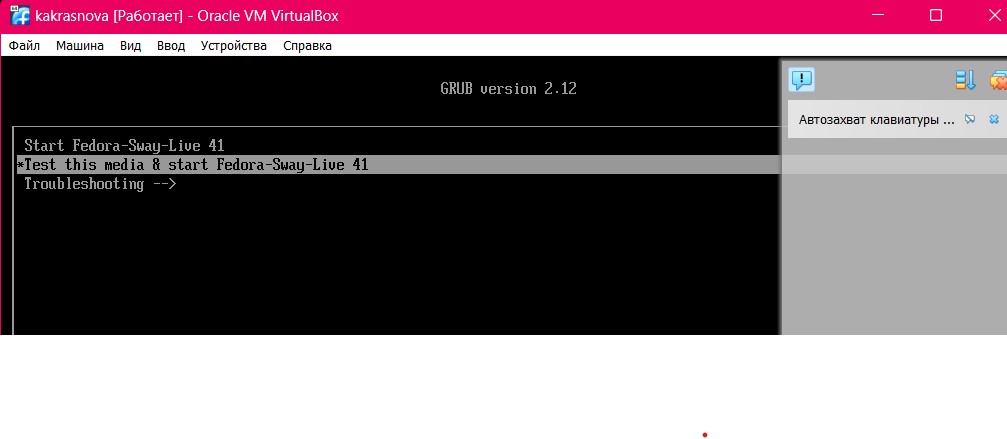 kakrasnova [Работает] - Oracle VM VirtualBox
Файл Машина Вид Ввод Устройства Справка
GRUB version 2.12
Автозахват клавиатуры ...
Start Fedora-Sway-Live 41
*Test this media & start Fedora-Sway-Live 41
Troubleshooting -->